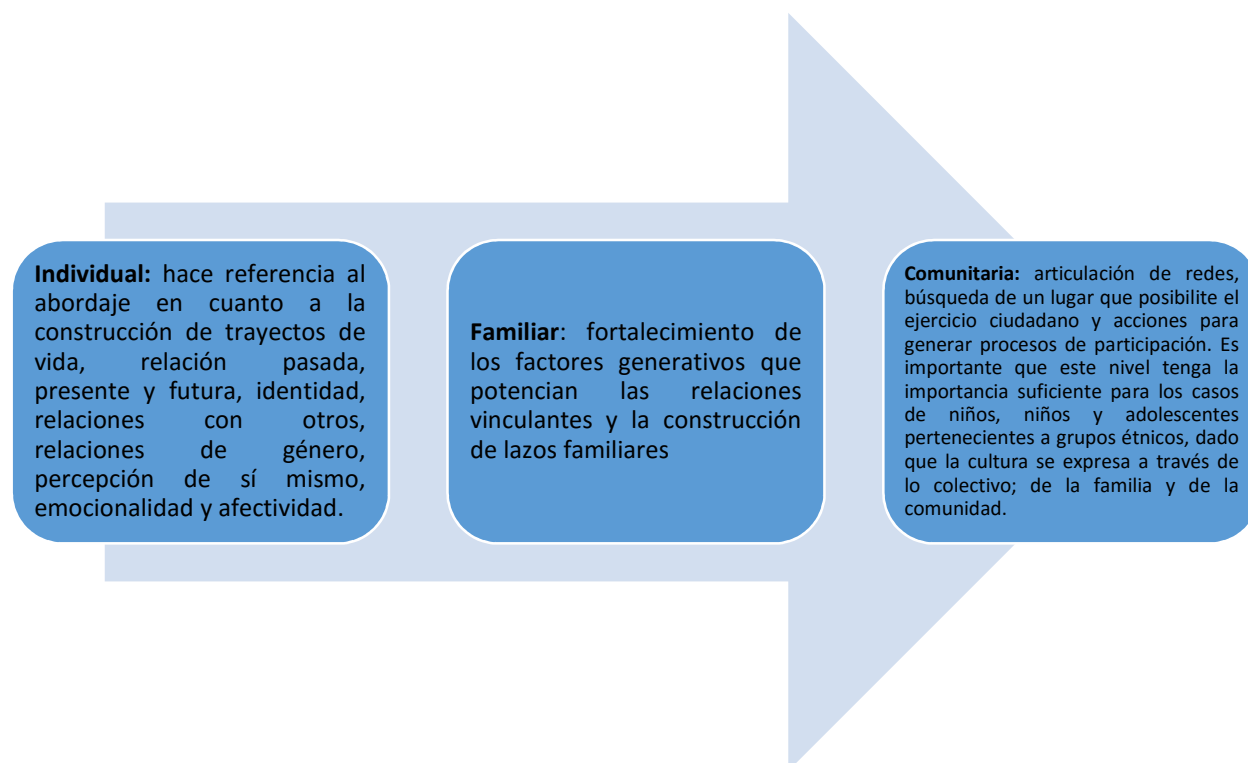 Individual: hace referencia al
abordaje en cuanto a la
construcción de trayectos de
vida, relación pasada,
presente y futura, identidad,
relaciones con otros,
relaciones de género,
percepción de sí mismo,
emocionalidad y afectividad.
Familiar: fortalecimiento de
los factores generativos que
potencian las relaciones
vinculantes y la construcción
de lazos familiares
Comunitaria: articulación de redes,
búsqueda de un lugar que posibilite el
ejercicio ciudadano y acciones para
generar procesos de participación. Es
importante que este nivel tenga la
importancia suficiente para los casos
de niños, niños y adolescentes
pertenecientes a grupos étnicos, dado
que la cultura se expresa a través de
lo colectivo; de la familia y de la
comunidad.